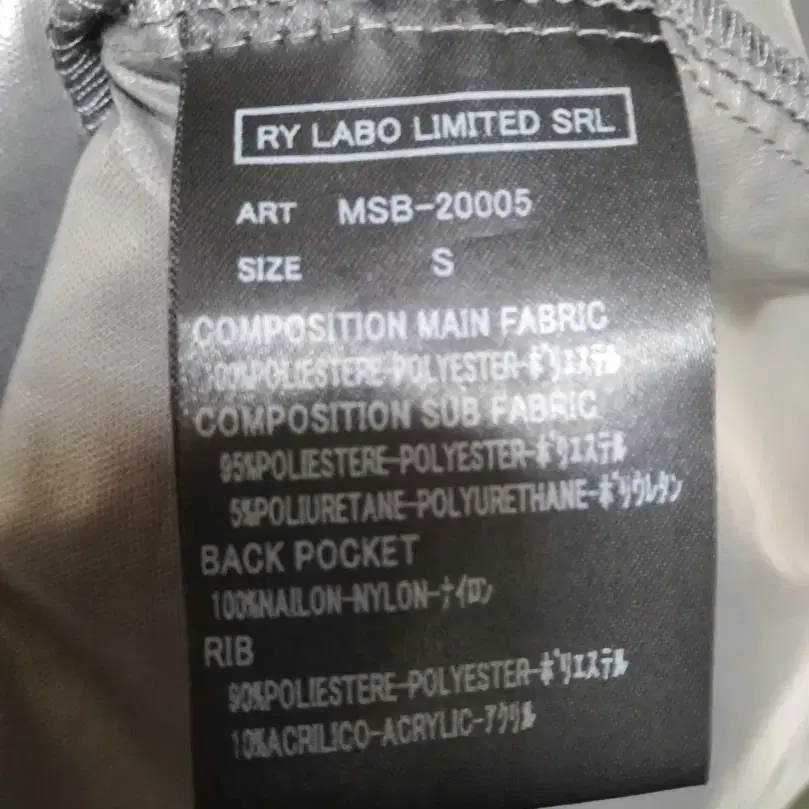 RY LABO LIMITED SRL
ART MSB-20005
SIZE S
COMPOSITION MAIN FABRIC
100%POLIESTERE-POLYESTER-ポリエステル
COMPOSITION SUB FABRIC
95%POLIESTERE-POLYESTER-ポリエステル
5%POLIURETANE-POLYURETHANE-ポリウレタン
BACK POCKET
100%NAILON-NYLON-ナイロン
RIB
90%POLIESTERE-POLYESTER-ポリエステル
10%ACRILICO-ACRYLIC-アクリル